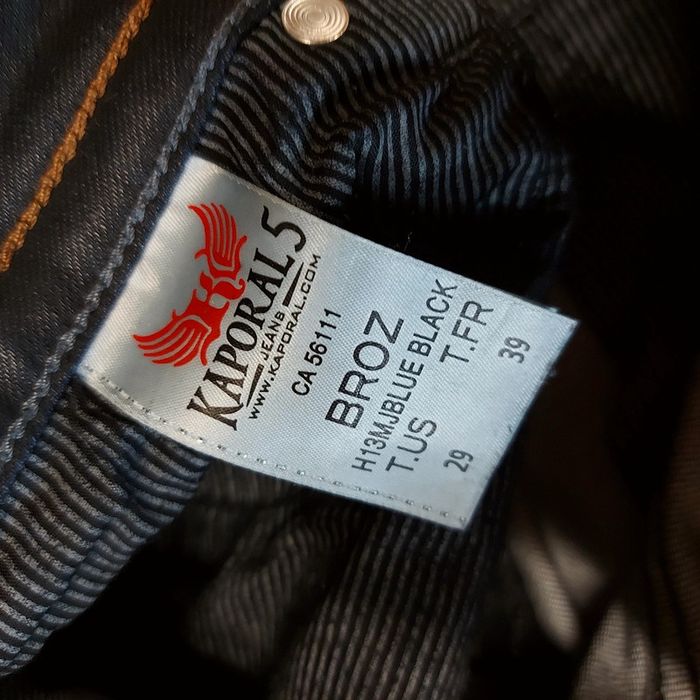 KAPORAL 5
JEANS
WWW.KAPORAL.COM
CA 56111
BROZ
H13MJBLUE BLACK
T.US T.FR
29 39